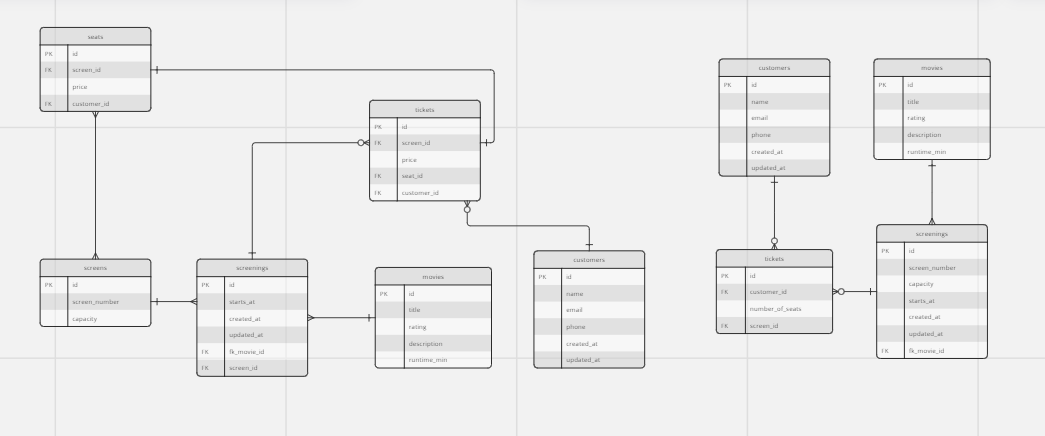 seats
PK id
FK screen_id
price
FK customer_id
tickets
PK id
FK screen_id
price
FK seat_id
FK customer_id
screens
PK id
screen_number
capacity
screenings
PK id
starts_at
created_at
updated_at
FK fk_movie_id
FK screen_id
movies
PK id
title
rating
description
runtime_min
customers
PK id
name
email
phone
created_at
updated_at
customers
PK id
name
email
phone
created_at
updated_at
movies
PK id
title
rating
description
runtime_min
tickets
PK id
FK customer_id
number_of_seats
FK screen_id
screenings
PK id
screen_number
capacity
starts_at
created_at
updated_at
FK fk_movie_id